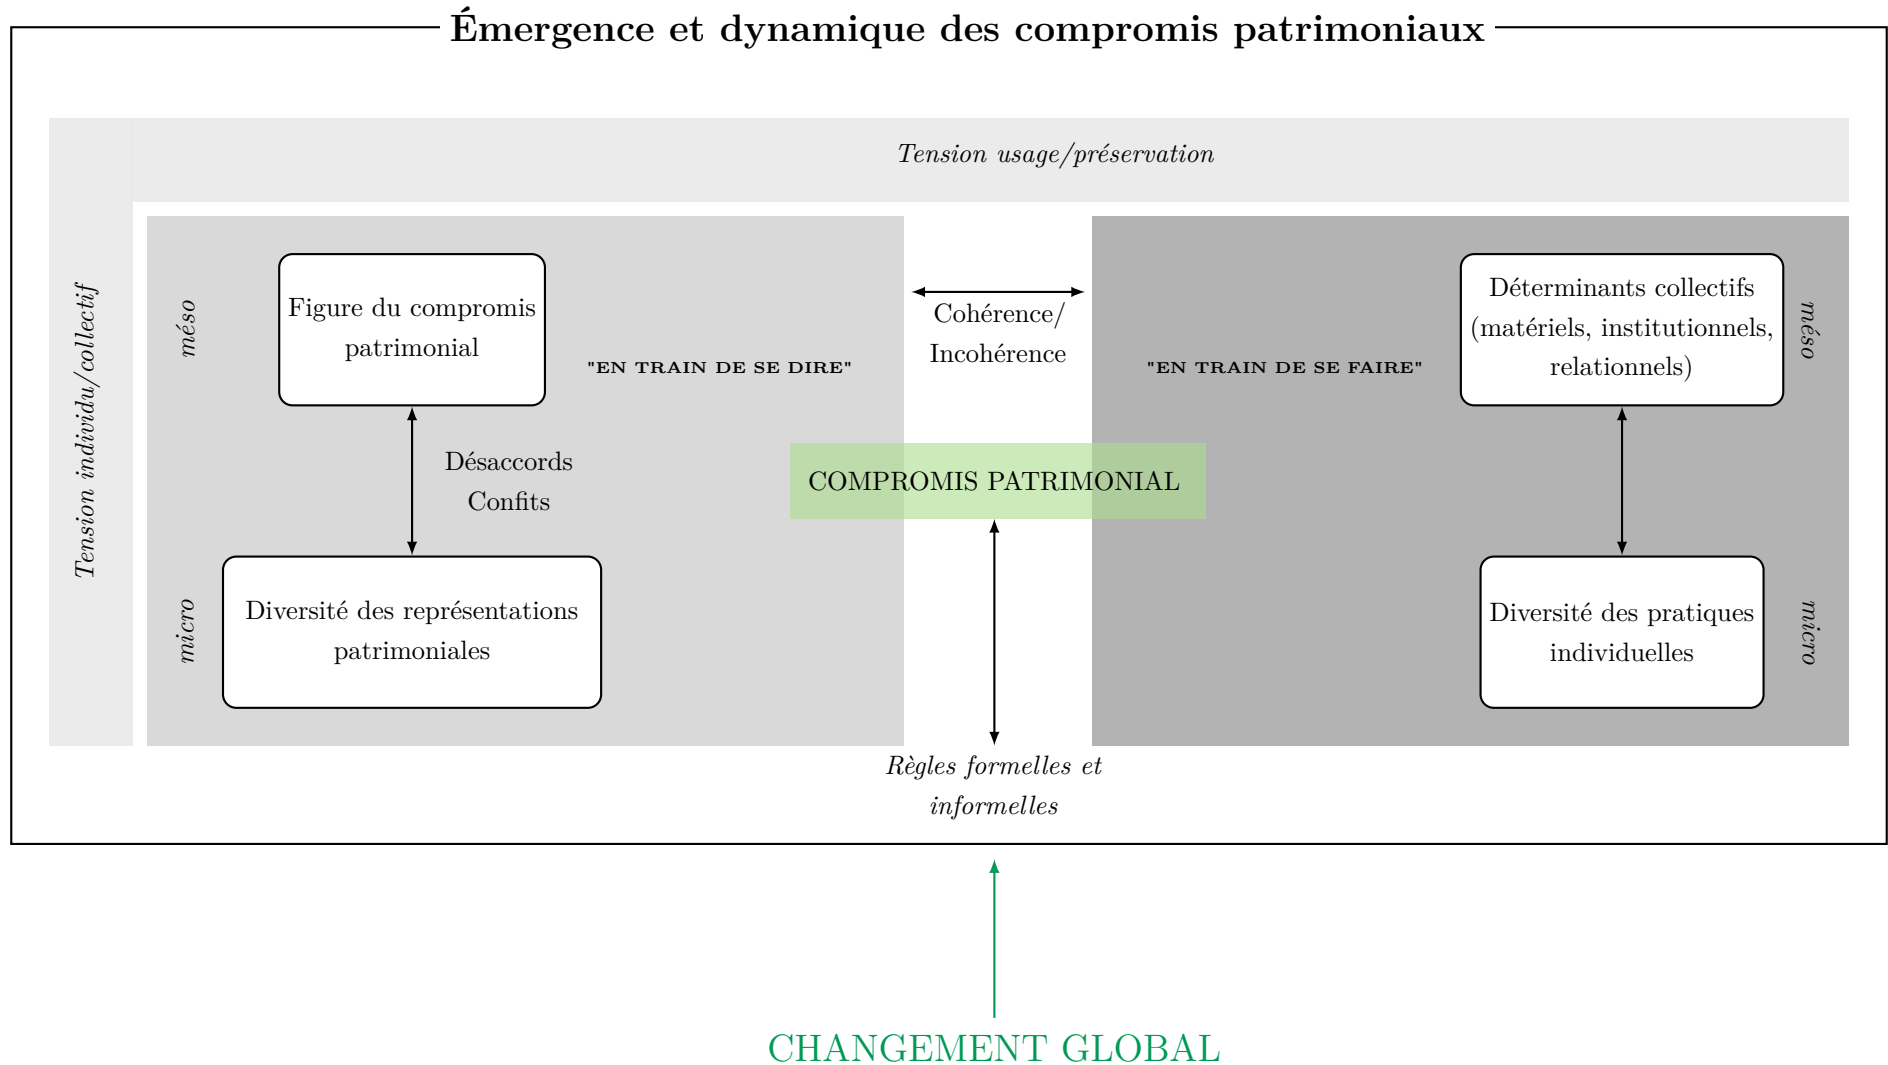 Émergence et dynamique des compromis patrimoniaux
Tension usage/préservation
Tension individu/collectif
méso
Figure du compromis
patrimonial
"EN TRAIN DE SE DIRE"
Cohérence/
Incohérence
"EN TRAIN DE SE FAIRE"
Déterminants collectifs
(matériels, institutionnels,
relationnels)
méso
Désaccords
Confits
COMPROMIS PATRIMONIAL
micro
Diversité des représentations
patrimoniales
Diversité des pratiques
individuelles
micro
Règles formelles et
informelles
CHANGEMENT GLOBAL